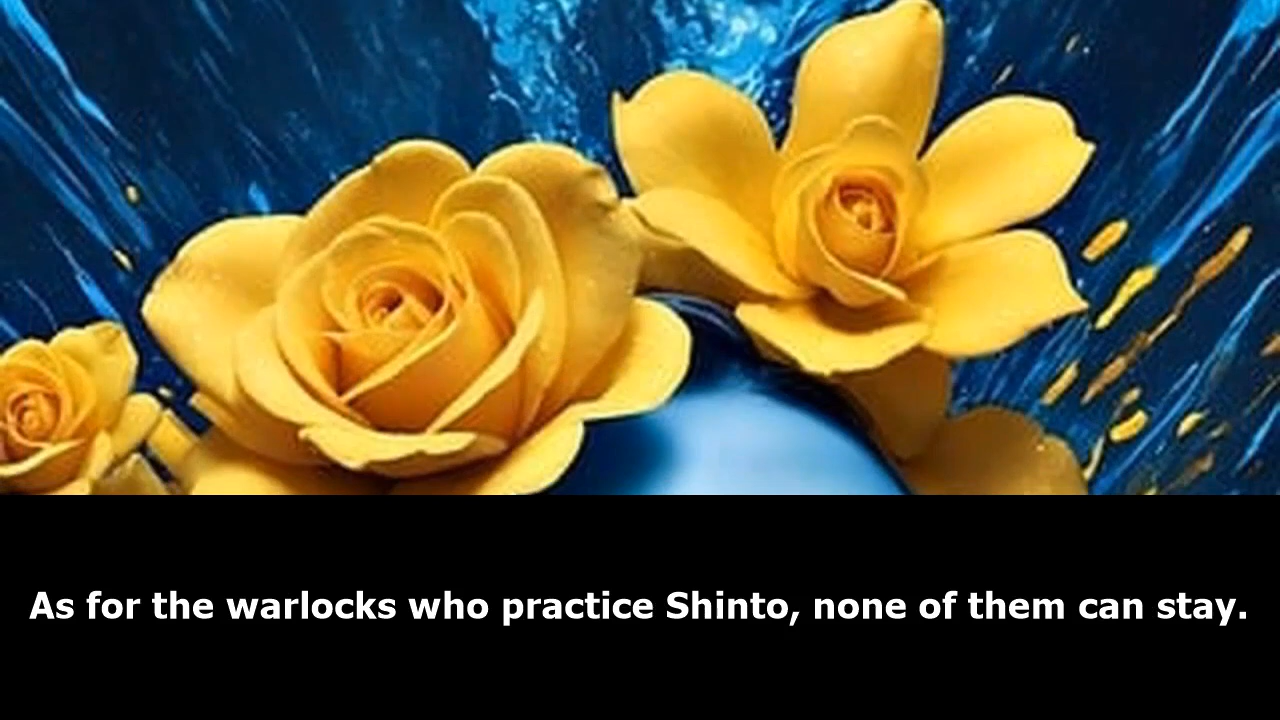 As for the warlocks who practice Shinto, none of them can stay.